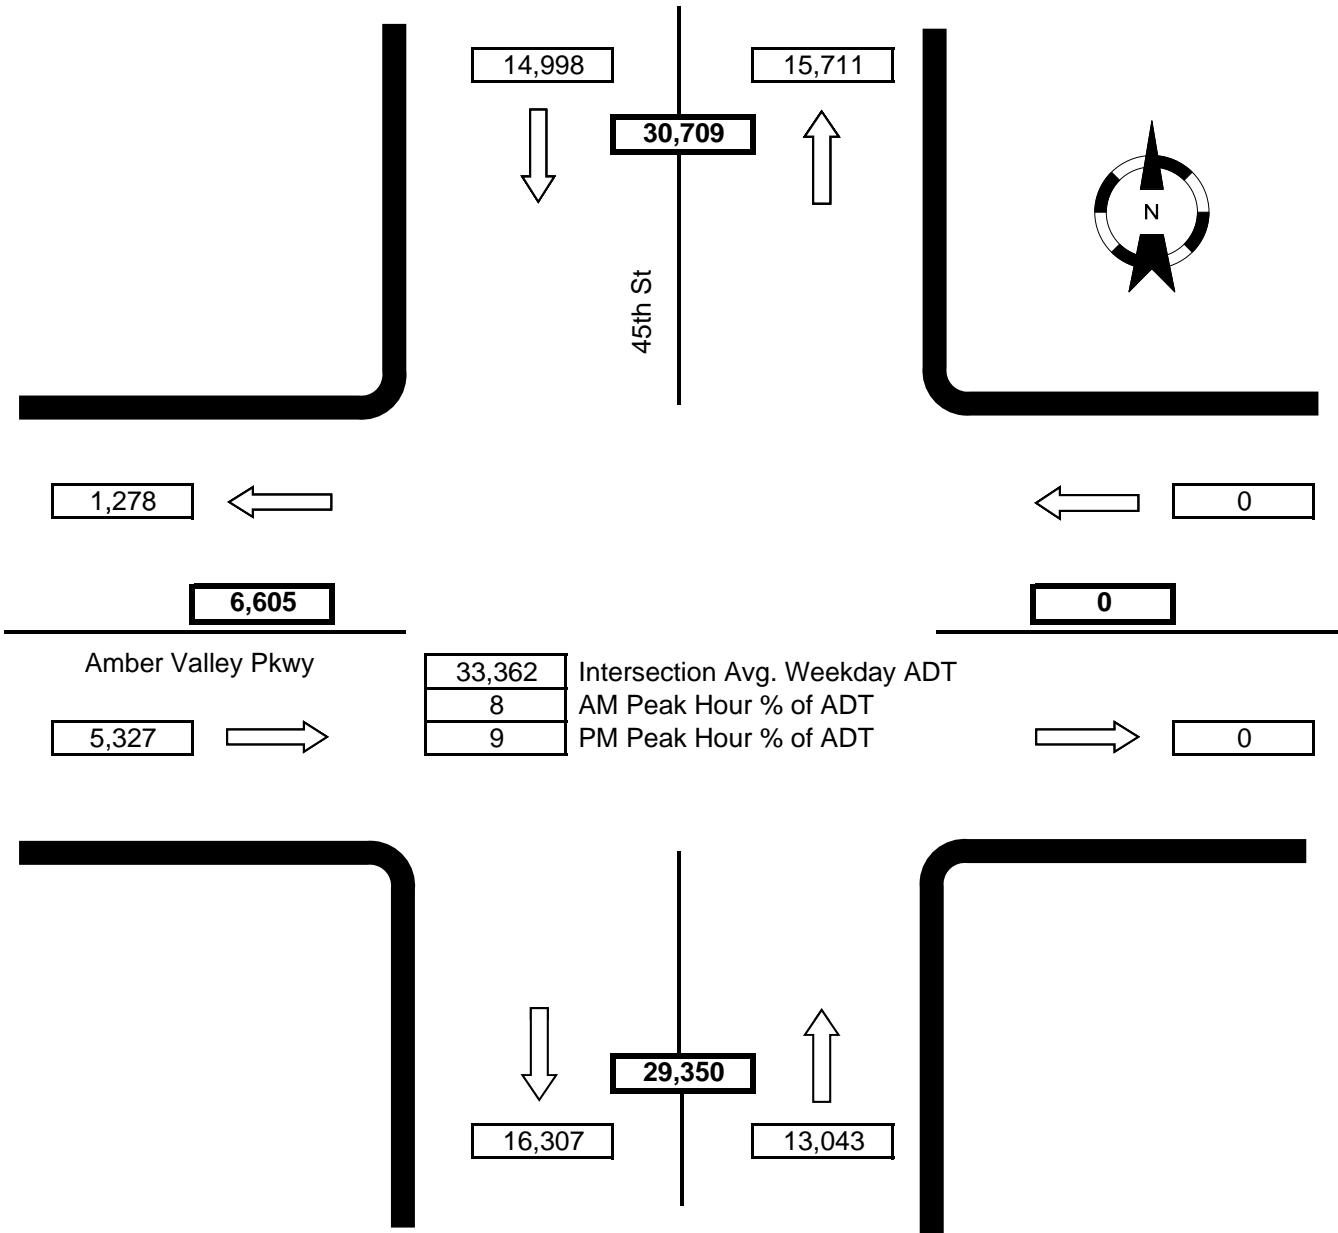 14,998
15,711
30,709
N
45th St
1,278
0
6,605
0
Amber Valley Pkwy
33,362 Intersection Avg. Weekday ADT
8 AM Peak Hour % of ADT
9 PM Peak Hour % of ADT
5,327
0
29,350
16,307
13,043